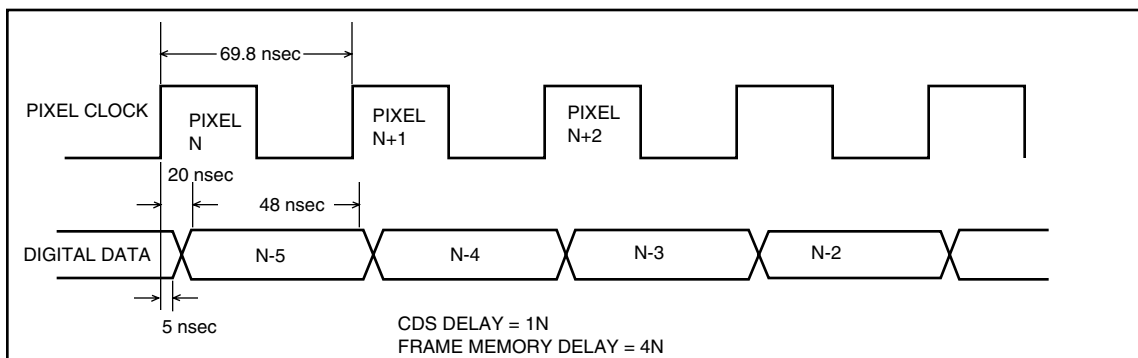 69.8 nsec
PIXEL CLOCK
PIXEL
N
PIXEL
N+1
PIXEL
N+2
20 nsec
48 nsec
DIGITAL DATA
N-5
N-4
N-3
N-2
5 nsec
CDS DELAY = 1N
FRAME MEMORY DELAY = 4N